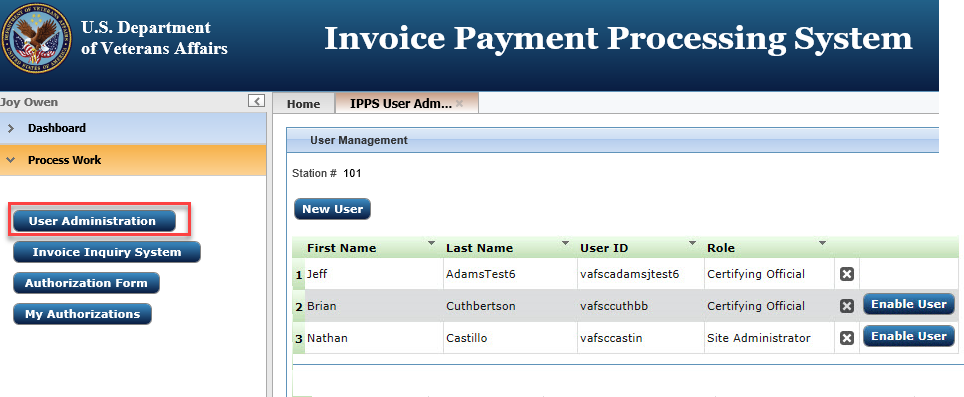 U.S. Department
of Veterans Affairs
Invoice Payment Processing System
Joy Owen
Home
IPPS User Adm...
Dashboard
Process Work
User Management
Station # 101
New User
User Administration
Invoice Inquiry System
Authorization Form
My Authorizations
First Name Last Name User ID Role
1 Jeff AdamsTest6 vafscadamsjtest6 Certifying Official
2 Brian Cuthbertson vafsccuthbb Certifying Official Enable User
3 Nathan Castillo vafsccastin Site Administrator Enable User